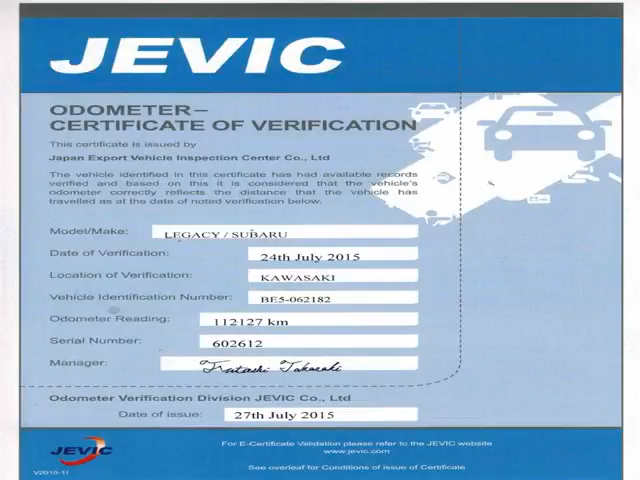 JEVIC
ODOMETER–
CERTIFICATE OF VERIFICATION
This certificate is issued by
Japan Export Vehicle Inspection Center Co., Ltd
The vehicle identified in this certificate has had available records
verified and based on this it is considered that the vehicle's
odometer correctly reflects the distance that the vehicle has
travelled as at the date of noted verification below.
Model/Make: LEGACY / SUBARU
Date of Verification: 24th July 2015
Location of Verification: KAWASAKI
Vehicle Identification Number: BE5-062182
Odometer Reading: 112127 km
Serial Number: 602612
Manager: Tsutashi Takasaki
Odometer Verification Division JEVIC Co., Ltd
Date of issue: 27th July 2015
JEVIC
For E-Certificate Validation please refer to the JEVIC website
www.jevic.com
See overleaf for Conditions of issue of Certificate
V2010-11